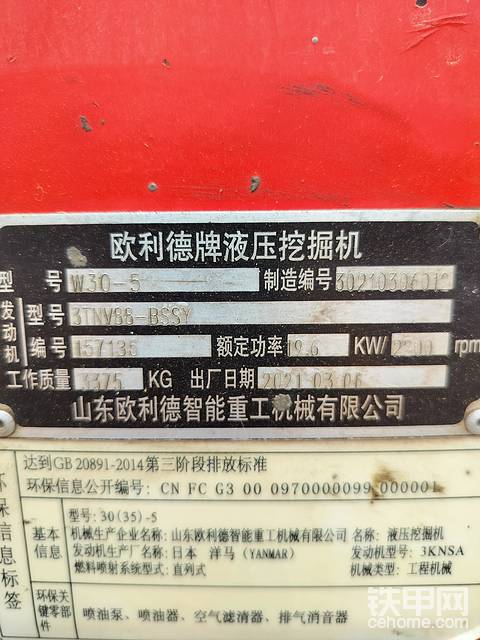 欧利德牌液压挖掘机
型 号 W30-5 制造编号
发动机 型号 3TNV88-BSSY
编号 157135 额定功率 19.6 KW/2200 rpm
工作质量 3375 KG 出厂日期 2021.03.06
山东欧利德智能重工机械有限公司
环保信息标签
达到GB 20891-2014第三阶段排放标准
环保信息公开编号: CN FC G3 00 0970000099 000001
基本信息
型号:30(35)-5
机械生产企业名称:山东欧利德智能重工机械有限公司 名称:液压挖掘机
发动机生产厂名称:日本 洋马(YANMAR) 发动机型号:3KNSA
燃料喷射系统型式:直列式 机械类型:工程机械
环保关键零部件 喷油泵、喷油器、空气滤清器、排气消音器
铁甲网
cehome.com